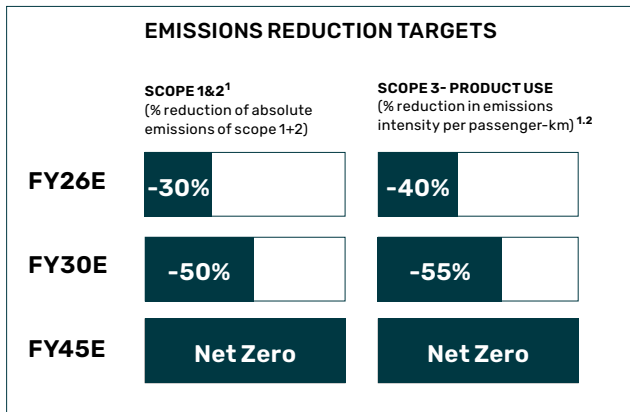 EMISSIONS REDUCTION TARGETS
SCOPE 1&2¹
(% reduction of absolute
emissions of scope 1+2)
SCOPE 3- PRODUCT USE
(% reduction in emissions
intensity per passenger-km) ¹·²
FY26E
-30%
-40%
FY30E
-50%
-55%
FY45E
Net Zero
Net Zero